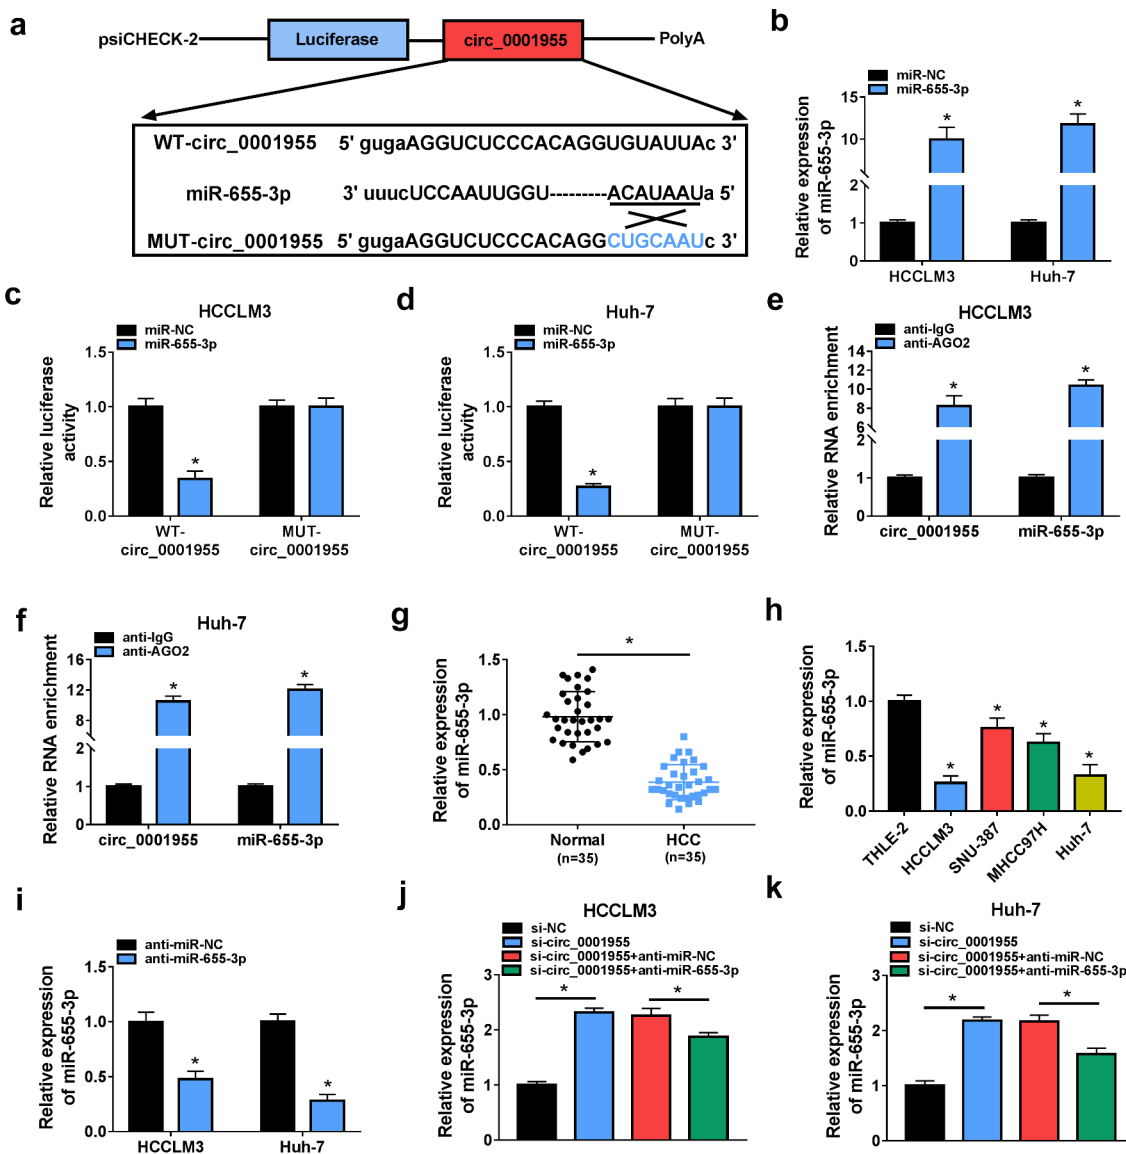 a
psiCHECK-2
Luciferase
circ_0001955
PolyA
WT-circ_0001955 5' gugaAGGUCUCCCACAGGUGUAUUAc 3'
miR-655-3p 3' uuucUCCAAUUGGU---------ACAUAAUa 5'
MUT-circ_0001955 5' gugaAGGUCUCCCACAGGCUGCAAUc 3'
b
miR-NC
miR-655-3p
Relative expression
of miR-655-3p
15
10
2
1
0
*
*
HCCLM3
Huh-7
c
HCCLM3
miR-NC
miR-655-3p
Relative luciferase
activity
1.5
1.0
0.5
0.0
*
WT-
circ_0001955
MUT-
circ_0001955
d
Huh-7
miR-NC
miR-655-3p
Relative luciferase
activity
1.5
1.0
0.5
0.0
*
WT-
circ_0001955
MUT-
circ_0001955
e
HCCLM3
anti-IgG
anti-AGO2
Relative RNA enrichment
14
12
10
8
6
2
1
0
*
*
circ_0001955
miR-655-3p
f
Huh-7
anti-IgG
anti-AGO2
Relative RNA enrichment
16
12
8
2
1
0
*
*
circ_0001955
miR-655-3p
g
Relative expression
of miR-655-3p
1.5
1.0
0.5
0.0
*
Normal
(n=35)
HCC
(n=35)
h
Relative expression
of miR-655-3p
1.5
1.0
0.5
0.0
*
*
*
*
THLE-2
HCCLM3
SNU-387
MHCC97H
Huh-7
i
anti-miR-NC
anti-miR-655-3p
Relative expression
of miR-655-3p
1.5
1.0
0.5
0.0
*
*
HCCLM3
Huh-7
j
HCCLM3
si-NC
si-circ_0001955
si-circ_0001955+anti-miR-NC
si-circ_0001955+anti-miR-655-3p
Relative expression
of miR-655-3p
3
2
1
0
*
*
k
Huh-7
si-NC
si-circ_0001955
si-circ_0001955+anti-miR-NC
si-circ_0001955+anti-miR-655-3p
Relative expression
of miR-655-3p
3
2
1
0
*
*